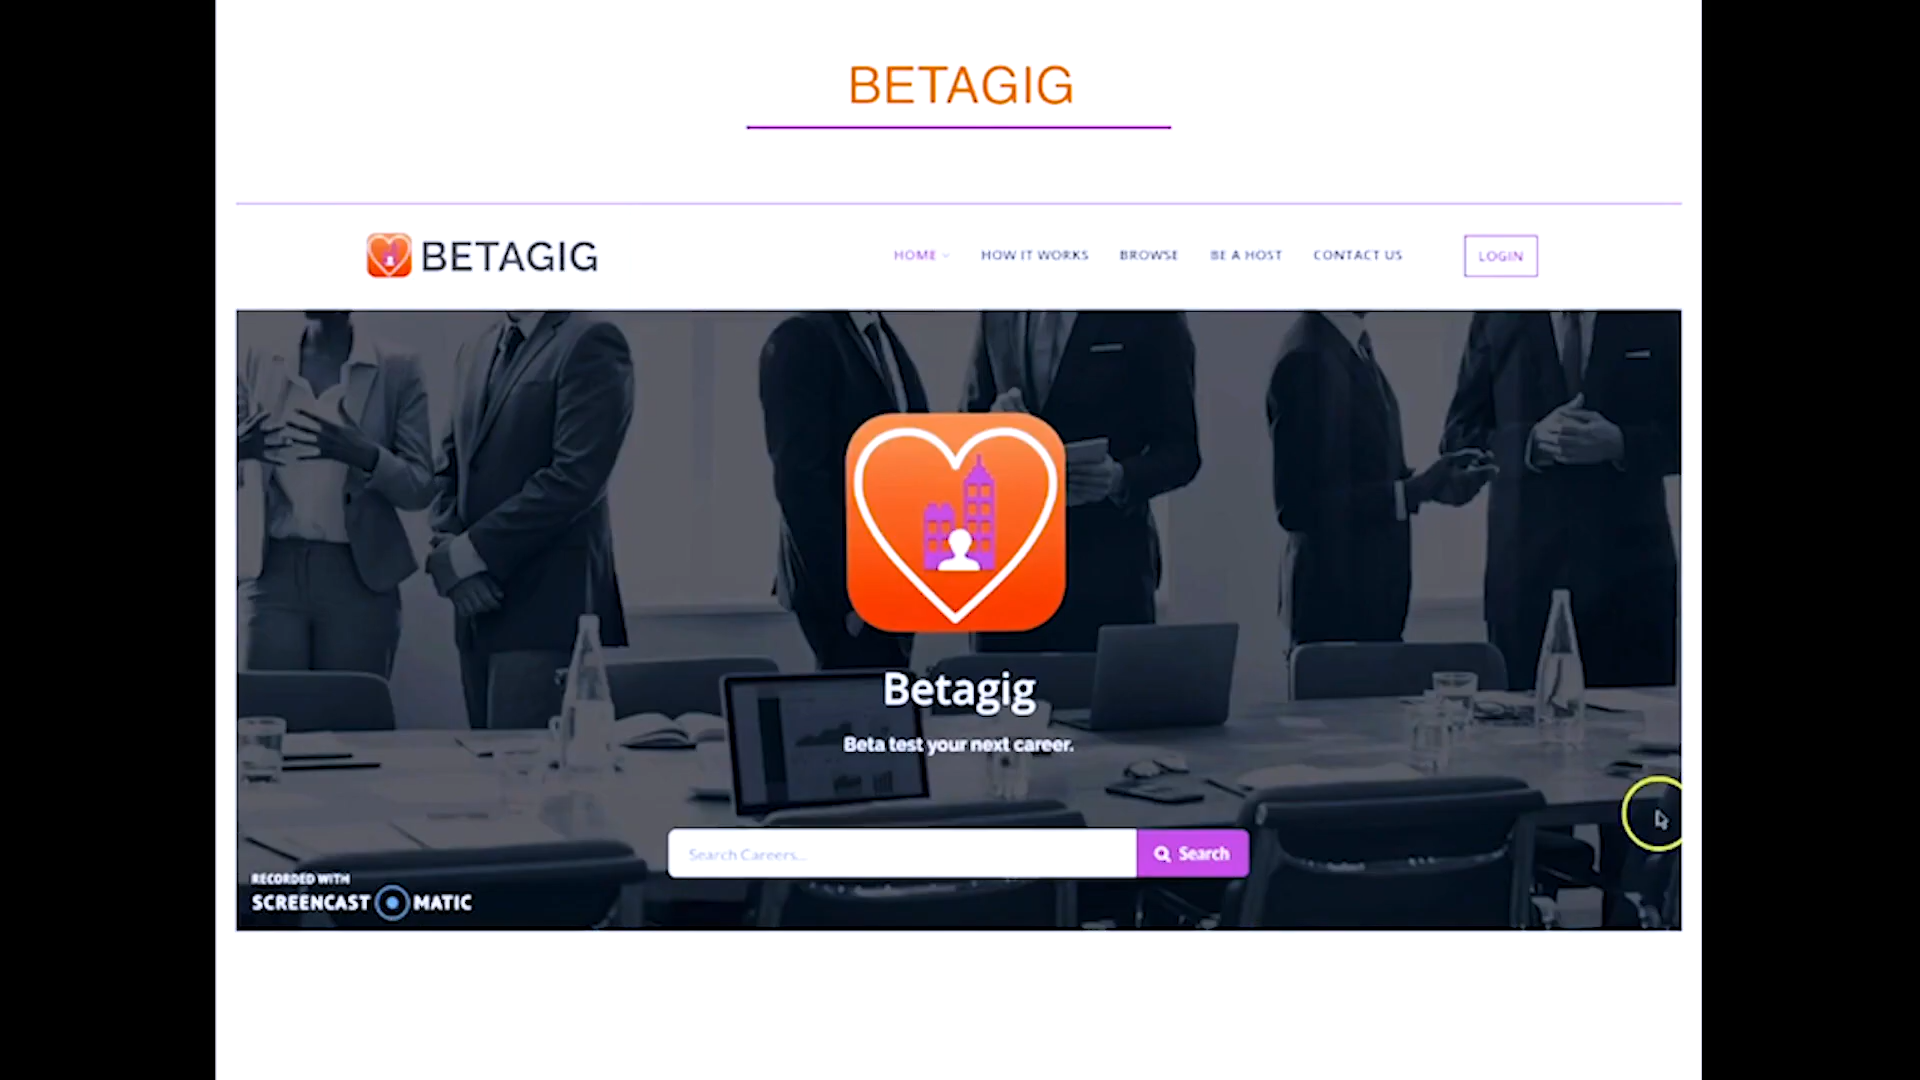 BETAGIG
BETAGIG
HOME HOW IT WORKS BROWSE BE A HOST CONTACT US LOGIN
Betagig
Beta test your next career.
Search Careers... Search
RECORDED WITH
SCREENCAST MATIC